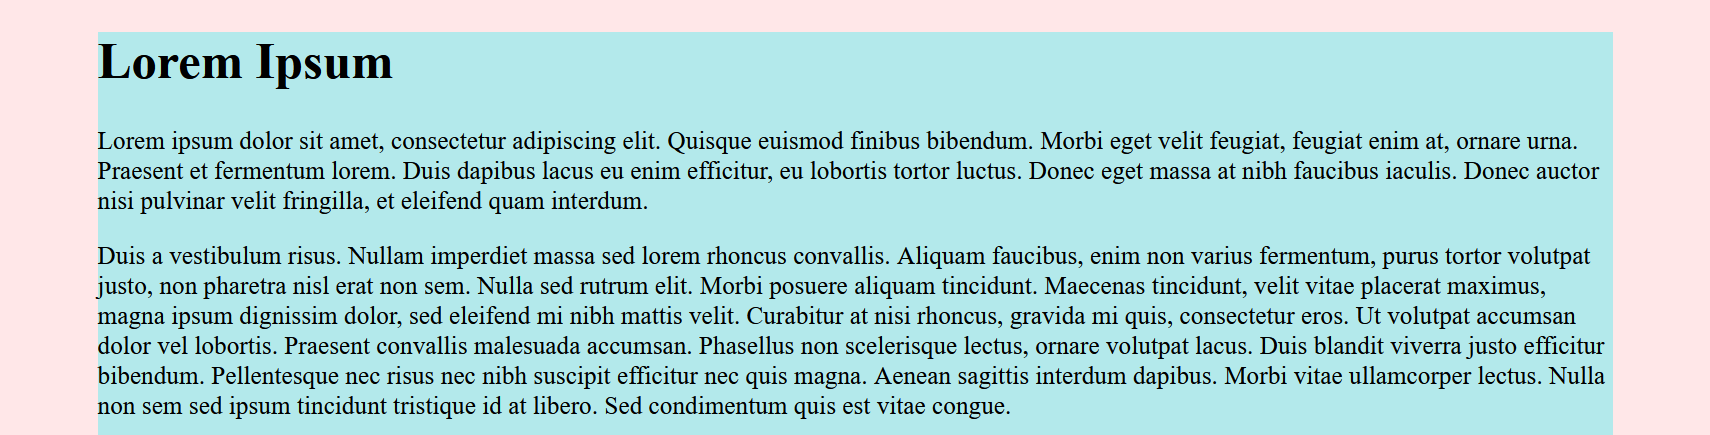 Lorem Ipsum
Lorem ipsum dolor sit amet, consectetur adipiscing elit. Quisque euismod finibus bibendum. Morbi eget velit feugiat, feugiat enim at, ornare urna.
Praesent et fermentum lorem. Duis dapibus lacus eu enim efficitur, eu lobortis tortor luctus. Donec eget massa at nibh faucibus iaculis. Donec auctor
nisi pulvinar velit fringilla, et eleifend quam interdum.
Duis a vestibulum risus. Nullam imperdiet massa sed lorem rhoncus convallis. Aliquam faucibus, enim non varius fermentum, purus tortor volutpat
justo, non pharetra nisl erat non sem. Nulla sed rutrum elit. Morbi posuere aliquam tincidunt. Maecenas tincidunt, velit vitae placerat maximus,
magna ipsum dignissim dolor, sed eleifend mi nibh mattis velit. Curabitur at nisi rhoncus, gravida mi quis, consectetur eros. Ut volutpat accumsan
dolor vel lobortis. Praesent convallis malesuada accumsan. Phasellus non scelerisque lectus, ornare volutpat lacus. Duis blandit viverra justo efficitur
bibendum. Pellentesque nec risus nec nibh suscipit efficitur nec quis magna. Aenean sagittis interdum dapibus. Morbi vitae ullamcorper lectus. Nulla
non sem sed ipsum tincidunt tristique id at libero. Sed condimentum quis est vitae congue.